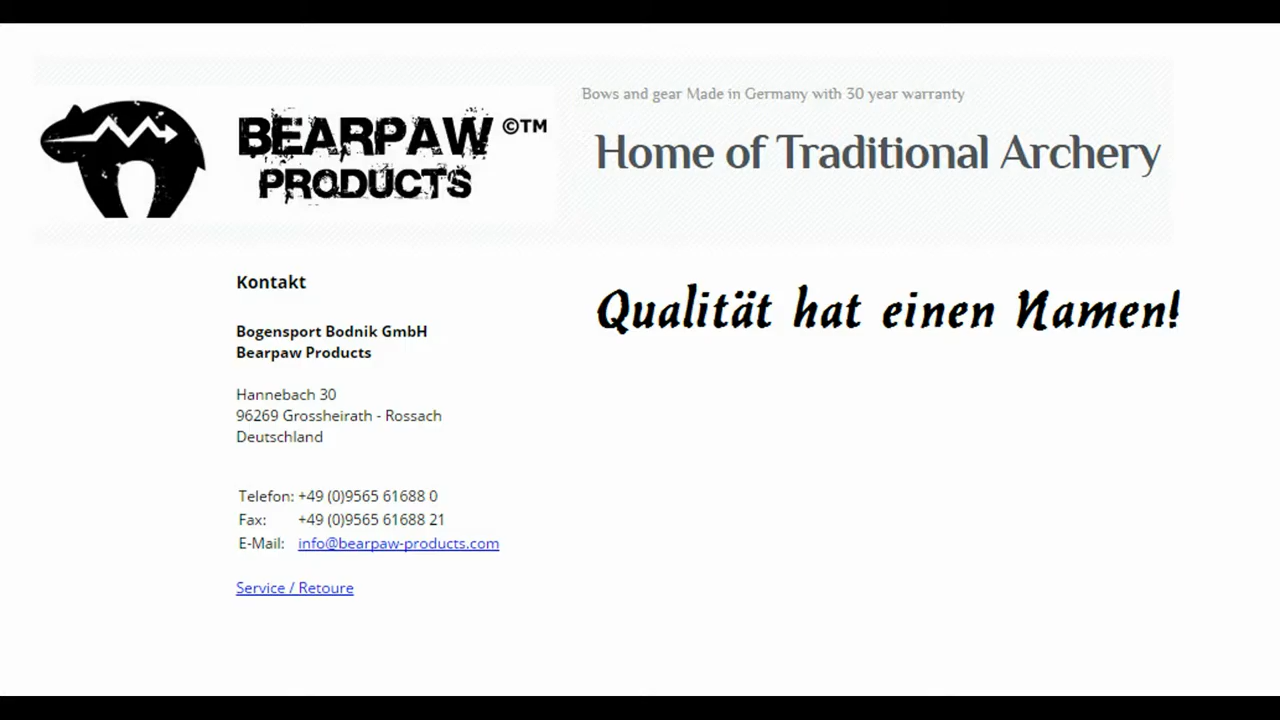 BEARPAW ©™
PRODUCTS
Bows and gear Made in Germany with 30 year warranty
Home of Traditional Archery
Kontakt
Qualität hat einen Namen!
Bogensport Bodnik GmbH
Bearpaw Products
Hannebach 30
96269 Grossheirath - Rossach
Deutschland
Telefon: +49 (0)9565 61688 0
Fax: +49 (0)9565 61688 21
E-Mail: info@bearpaw-products.com
Service / Retoure